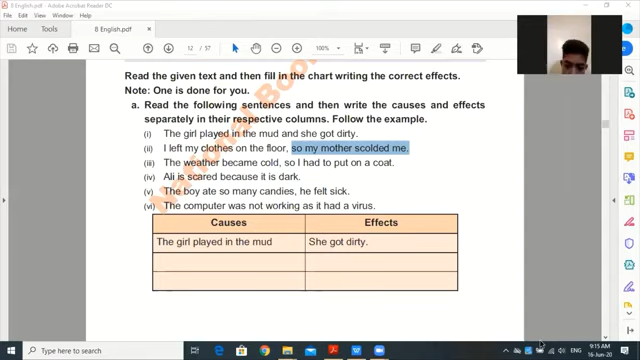 8 English.pdf - Adobe Acrobat Reader DC
File Edit View Window Help
Home Tools 8 English.pdf ×
12 / 57 100%
Read the given text and then fill in the chart writing the correct effects.
Note: One is done for you.
a. Read the following sentences and then write the causes and effects
separately in their respective columns. Follow the example.
(i) The girl played in the mud and she got dirty.
(ii) I left my clothes on the floor, so my mother scolded me.
(iii) The weather became cold, so I had to put on a coat.
(iv) Ali is scared because it is dark.
(v) The boy ate so many candies, he felt sick.
(vi) The computer was not working as it had a virus.
Causes Effects
The girl played in the mud She got dirty.
National Book
ENG
9:15 AM
16-Jun-20